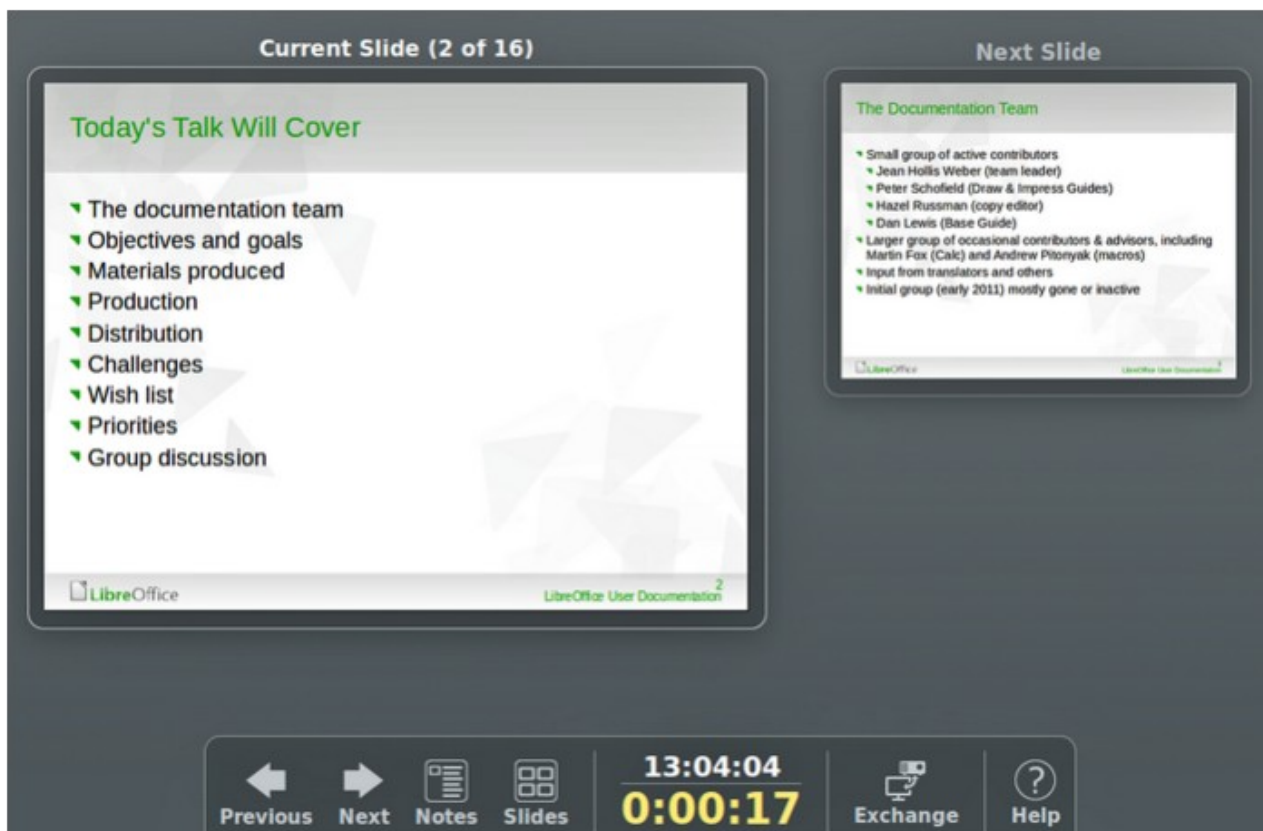 Current Slide (2 of 16)
Today's Talk Will Cover
The documentation team
Objectives and goals
Materials produced
Production
Distribution
Challenges
Wish list
Priorities
Group discussion
LibreOffice
2
LibreOffice User Documentation
Next Slide
The Documentation Team
Small group of active contributors
Jean Hollis Weber (team leader)
Peter Schofield (Draw & Impress Guides)
Hazel Russman (copy editor)
Dan Lewis (Base Guide)
Larger group of occasional contributors & advisors, including
Martin Fox (Calc) and Andrew Pitonyak (macros)
Input from translators and others
Initial group (early 2011) mostly gone or inactive
LibreOffice
LibreOffice User Documentation
Previous
Next
Notes
Slides
13:04:04
0:00:17
Exchange
Help